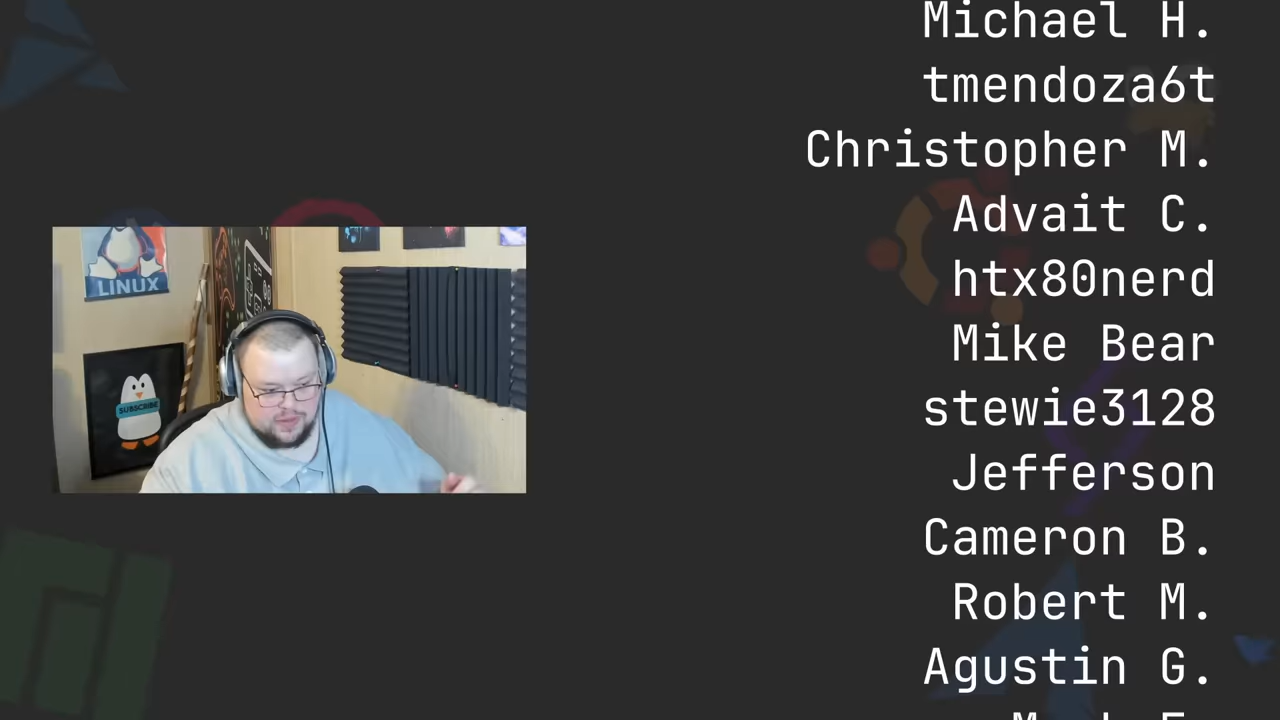 Michael H.
tmendoza6t
Christopher M.
Advait C.
htx80nerd
Mike Bear
stewie3128
Jefferson
Cameron B.
Robert M.
Agustin G.
LINUX
SUBSCRIBE